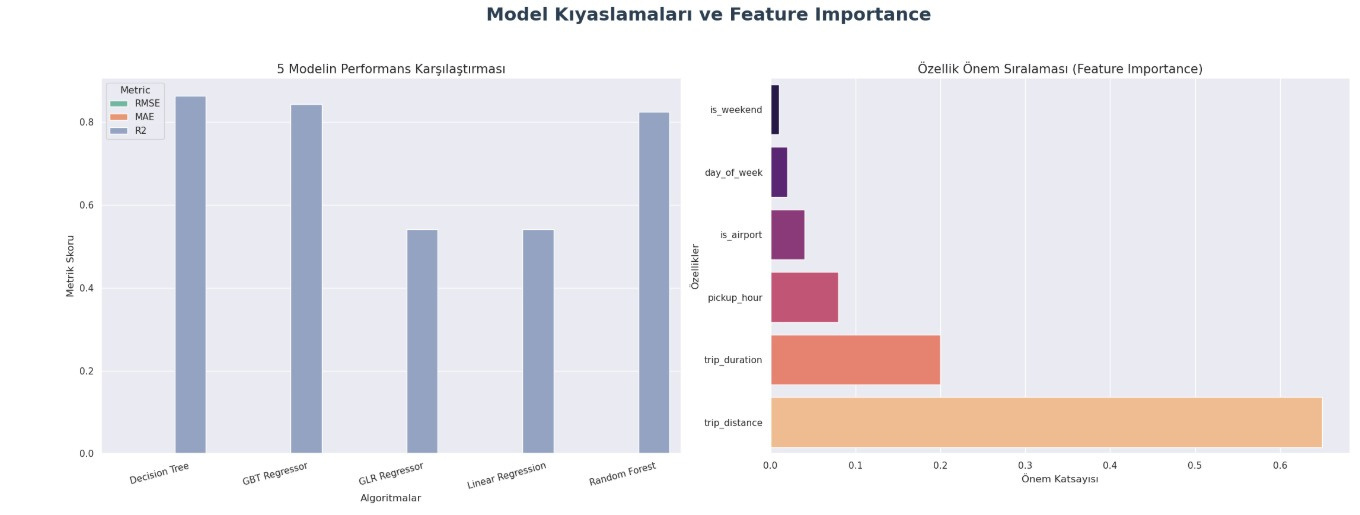 Model Kıyaslamaları ve Feature Importance
5 Modelin Performans Karşılaştırması
Metric
RMSE
MAE
R2
Metrik Skoru
0.8
0.6
0.4
0.2
0.0
Decision Tree
GBT Regressor
GLR Regressor
Linear Regression
Random Forest
Algoritmalar
Özellik Önem Sıralaması (Feature Importance)
Özellikler
is_weekend
day_of_week
is_airport
pickup_hour
trip_duration
trip_distance
0.0
0.1
0.2
0.3
0.4
0.5
0.6
Önem Katsayısı